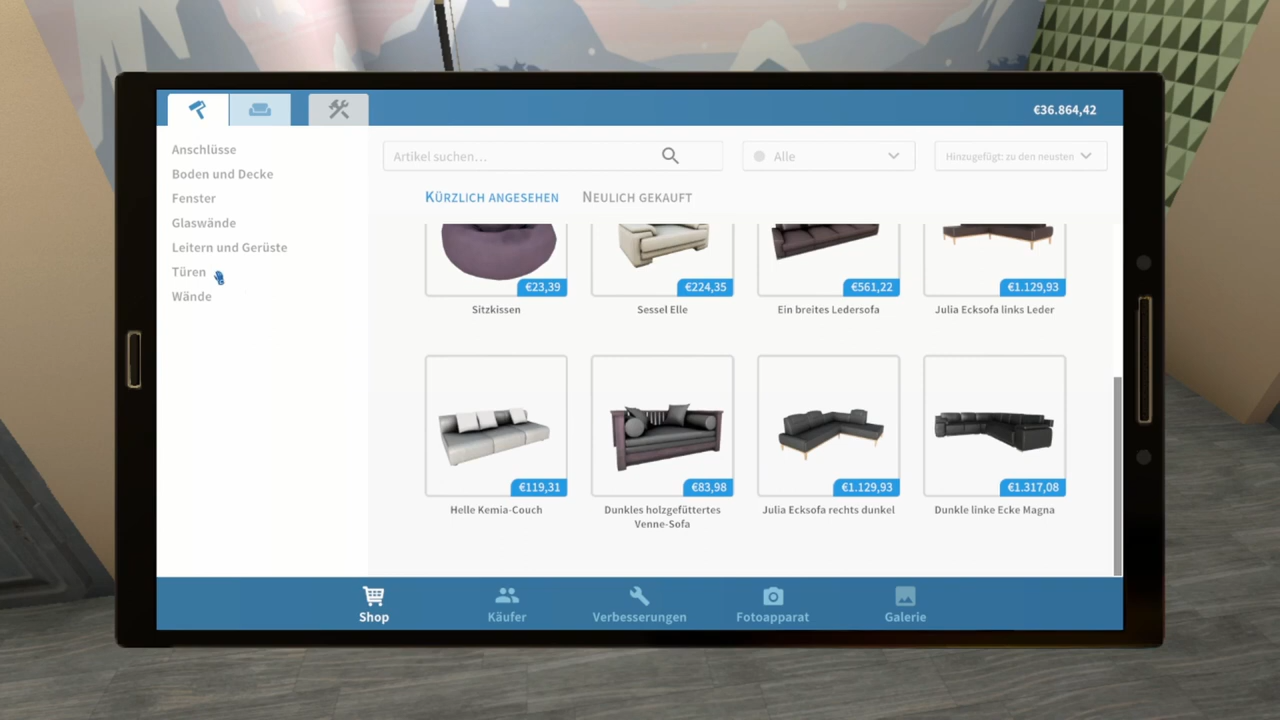 €36.864,42
Anschlüsse
Boden und Decke
Fenster
Glaswände
Leitern und Gerüste
Türen
Wände
Artikel suchen...
Alle
Hinzugefügt: zu den neusten
KÜRZLICH ANGESEHEN
NEULICH GEKAUFT
€23,39
€224,35
€561,22
€1.129,93
Sitzkissen
Sessel Elle
Ein breites Ledersofa
Julia Ecksofa links Leder
€119,31
€83,98
€1.129,93
€1.317,08
Helle Kemia-Couch
Dunkles holzgefüttertes
Venne-Sofa
Julia Ecksofa rechts dunkel
Dunkle linke Ecke Magna
Shop
Käufer
Verbesserungen
Fotoapparat
Galerie